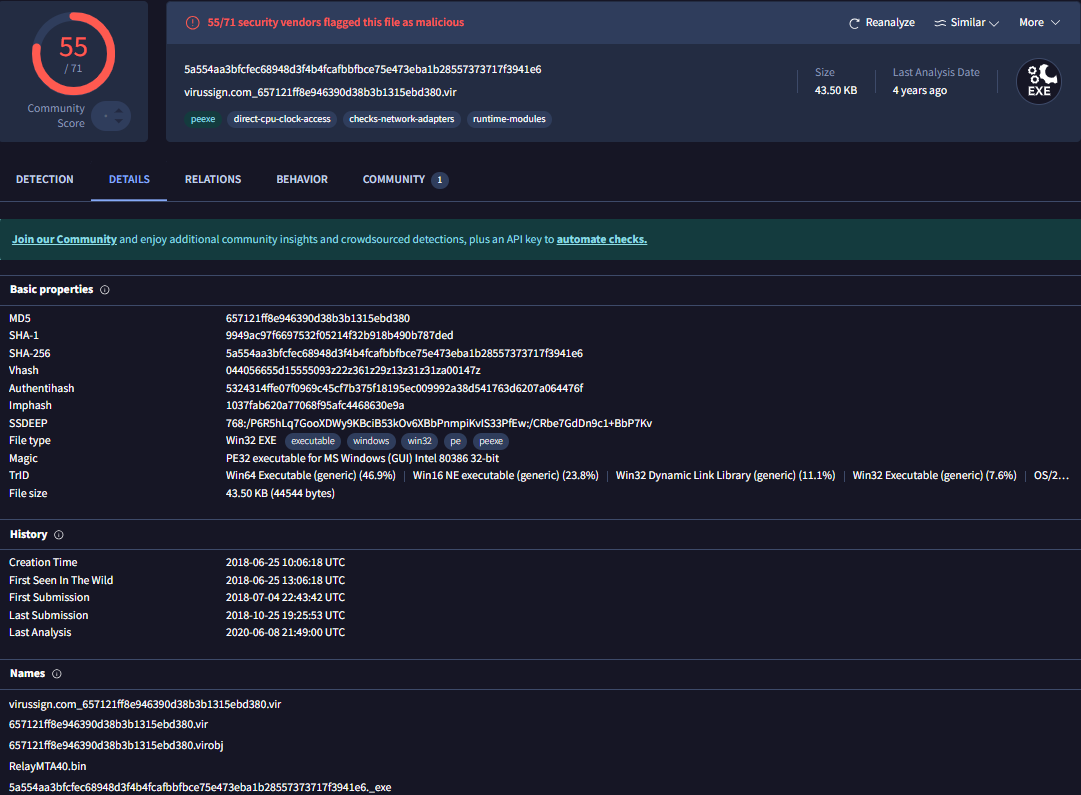 55
/ 71
Community
Score
55/71 security vendors flagged this file as malicious
Reanalyze Similar More
5a554aa3bfcfec68948d3f4b4fcafbbfbce75e473eba1b28557373717f3941e6
virussign.com_657121ff8e946390d38b3b1315ebd380.vir
peexe direct-cpu-clock-access checks-network-adapters runtime-modules
Size
43.50 KB
Last Analysis Date
4 years ago
EXE
DETECTION DETAILS RELATIONS BEHAVIOR COMMUNITY 1
Join our Community and enjoy additional community insights and crowdsourced detections, plus an API key to automate checks.
Basic properties
MD5 657121ff8e946390d38b3b1315ebd380
SHA-1 9949ac97f6697532f05214f32b918b490b787ded
SHA-256 5a554aa3bfcfec68948d3f4b4fcafbbfbce75e473eba1b28557373717f3941e6
Vhash 044056655d15555093z22z361z29z13z31z31za00147z
Authentihash 5324314ffe07f0969c45cf7b375f18195ec009992a38d541763d6207a064476f
Imphash 1037fab620a77068f95afc4468630e9a
SSDEEP 768:/P6R5hLq7GooXDWy9KBciB53kOv6XBbPnmpiKvIS33PfEw:/CRbe7GdDn9c1+BbP7Kv
File type Win32 EXE executable windows win32 pe peexe
Magic PE32 executable for MS Windows (GUI) Intel 80386 32-bit
TrID Win64 Executable (generic) (46.9%) Win16 NE executable (generic) (23.8%) Win32 Dynamic Link Library (generic) (11.1%) Win32 Executable (generic) (7.6%) OS/2…
File size 43.50 KB (44544 bytes)
History
Creation Time 2018-06-25 10:06:18 UTC
First Seen In The Wild 2018-06-25 13:06:18 UTC
First Submission 2018-07-04 22:43:42 UTC
Last Submission 2018-10-25 19:25:53 UTC
Last Analysis 2020-06-08 21:49:00 UTC
Names
virussign.com_657121ff8e946390d38b3b1315ebd380.vir
657121ff8e946390d38b3b1315ebd380.vir
657121ff8e946390d38b3b1315ebd380.virobj
RelayMTA40.bin
5a554aa3bfcfec68948d3f4b4fcafbbfbce75e473eba1b28557373717f3941e6._exe